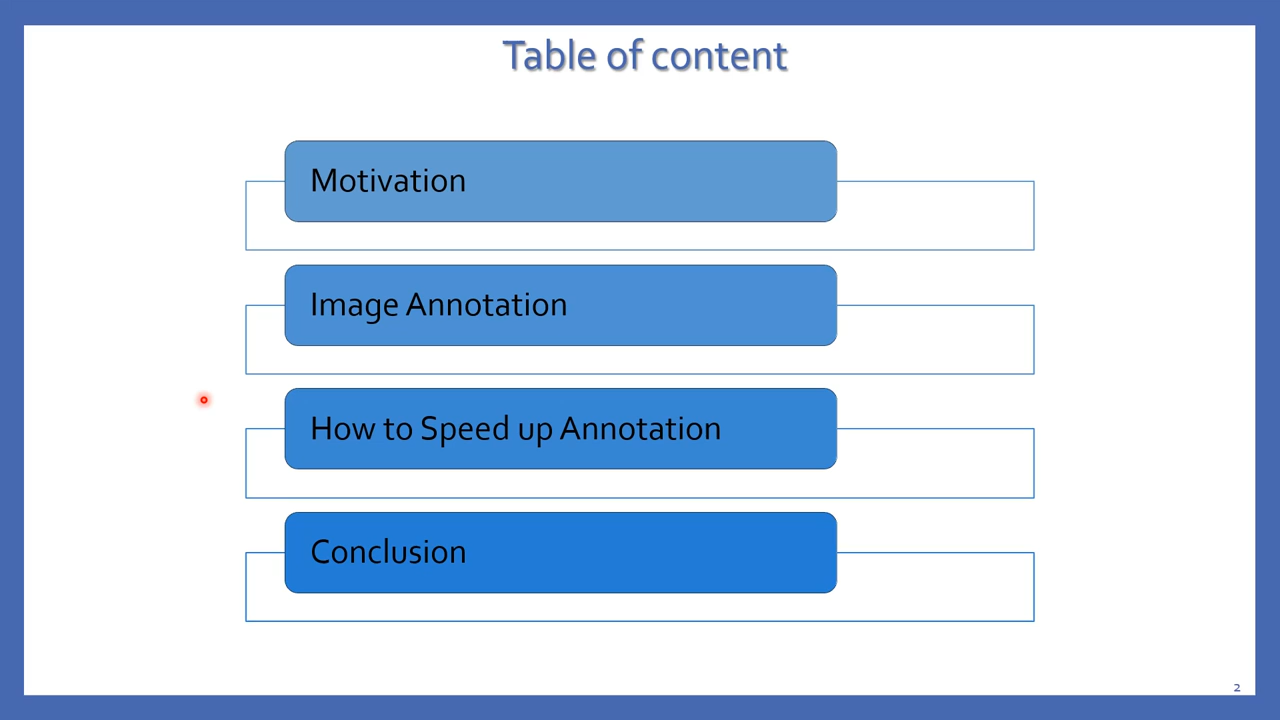 Table of content
Motivation
Image Annotation
How to Speed up Annotation
Conclusion
2